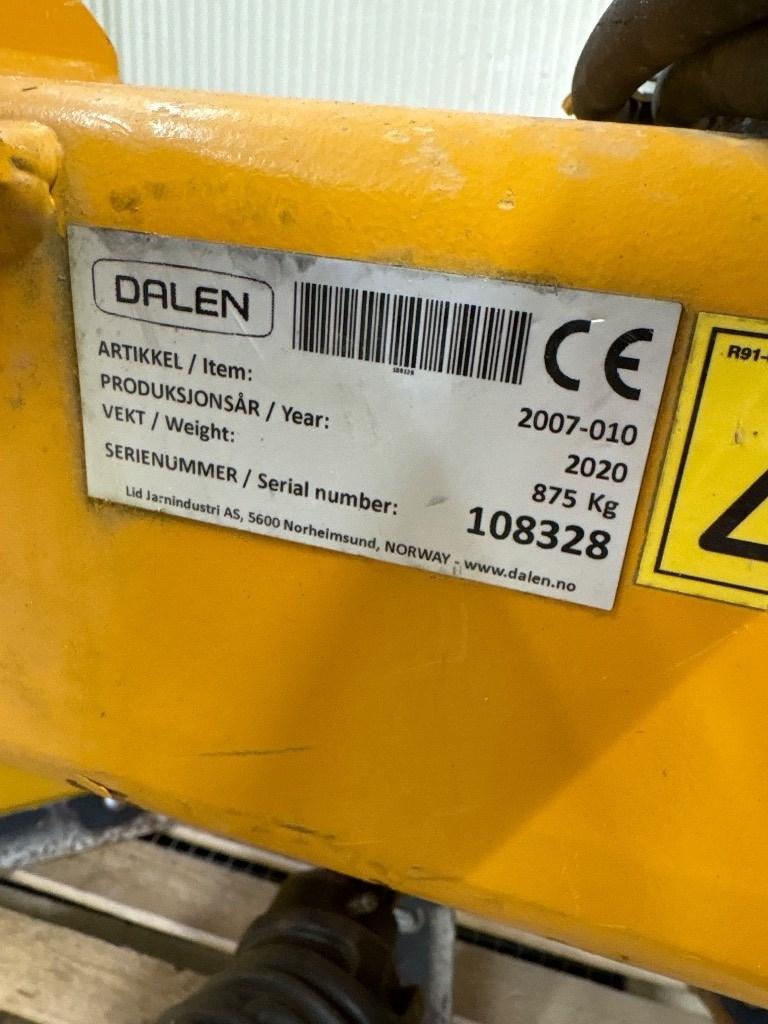 DALEN
108328
CE
ARTIKKEL / Item: 2007-010
PRODUKSJONSÅR / Year: 2020
VEKT / Weight: 875 Kg
SERIENUMMER / Serial number: 108328
Lid Jarnindustri AS, 5600 Norheimsund, NORWAY - www.dalen.no
R91-